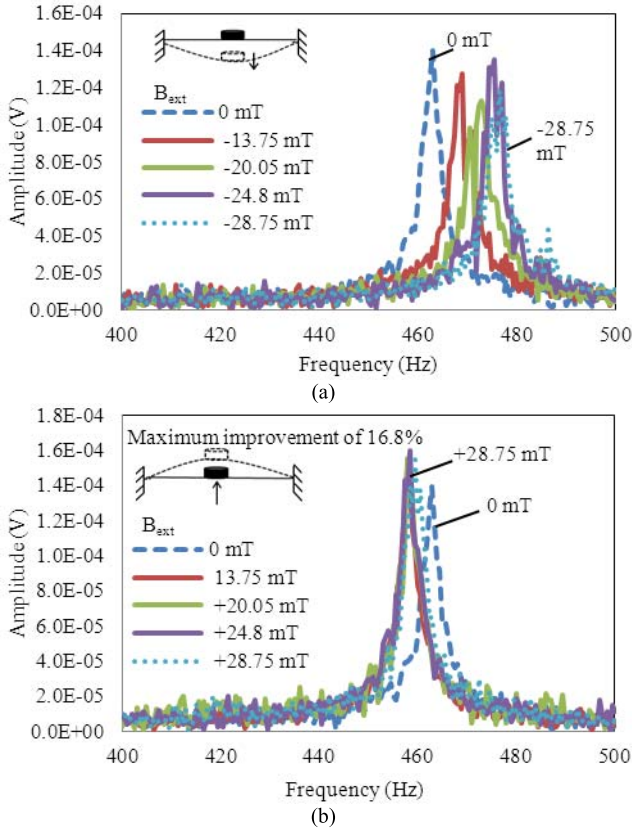 1.6E-04
1.4E-04
1.2E-04
1.0E-04
8.0E-05
6.0E-05
4.0E-05
2.0E-05
0.0E+00
Amplitude (V)
0 mT
Bext
0 mT
-13.75 mT
-20.05 mT
-24.8 mT
-28.75 mT
-28.75
mT
400 420 440 460 480 500
Frequency (Hz)
(a)
1.8E-04
1.6E-04
1.4E-04
1.2E-04
1.0E-04
8.0E-05
6.0E-05
4.0E-05
2.0E-05
0.0E+00
Amplitude (V)
Maximum improvement of 16.8%
+28.75 mT
0 mT
Bext
0 mT
13.75 mT
+20.05 mT
+24.8 mT
+28.75 mT
400 420 440 460 480 500
Frequency (Hz)
(b)